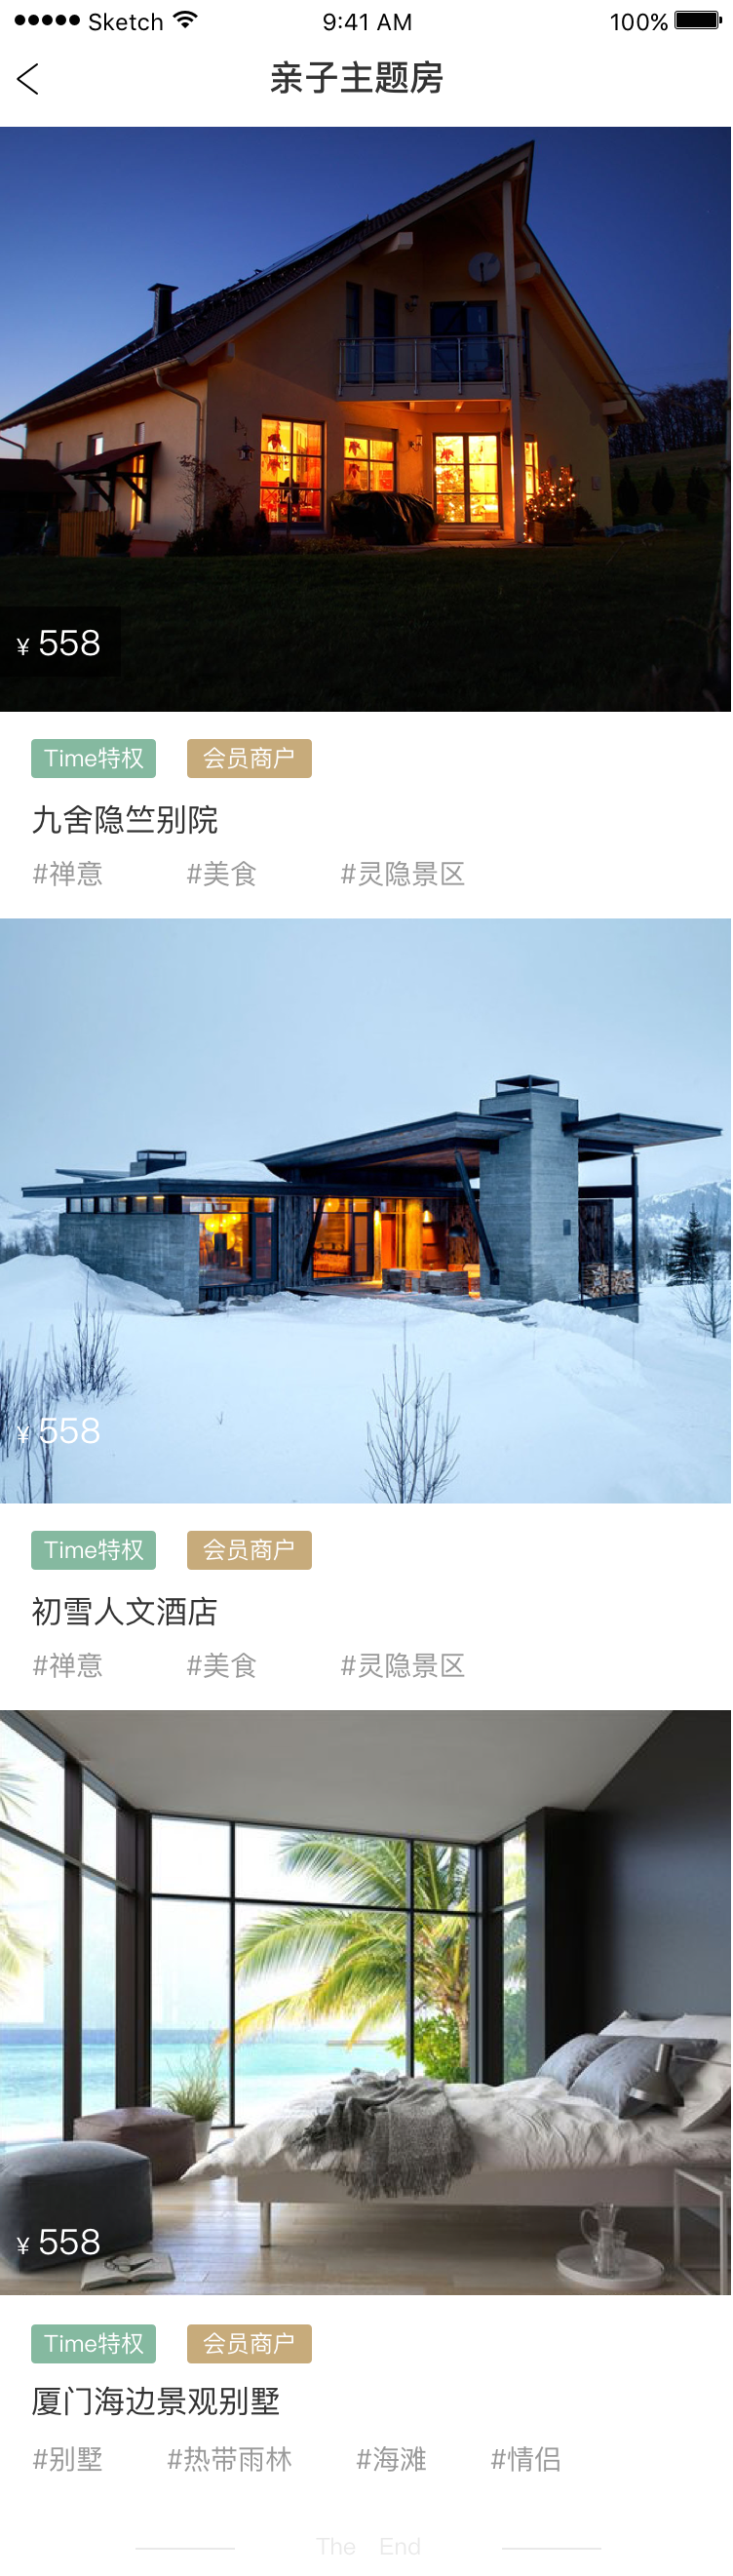 Sketch 9:41 AM 100%
亲子主题房
¥ 558
Time特权 会员商户
九舍隐竺别院
#禅意 #美食 #灵隐景区
¥ 558
Time特权 会员商户
初雪人文酒店
#禅意 #美食 #灵隐景区
¥ 558
Time特权 会员商户
厦门海边景观别墅
#别墅 #热带雨林 #海滩 #情侣
The End